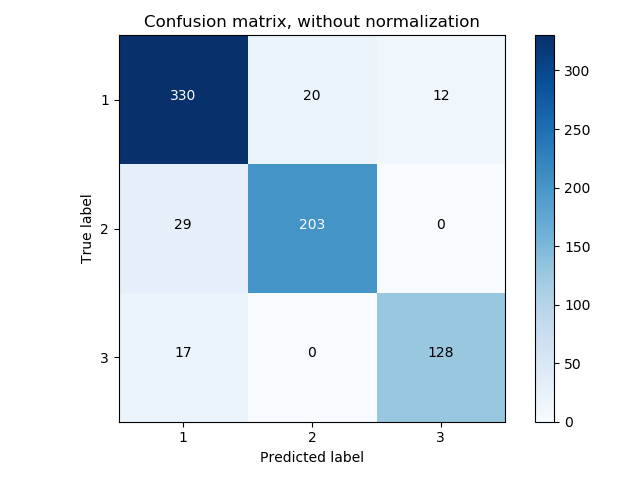 Confusion matrix, without normalization
330 20 12
29 203 0
17 0 128
1
2
3
True label
1 2 3
Predicted label
300
250
200
150
100
50
0